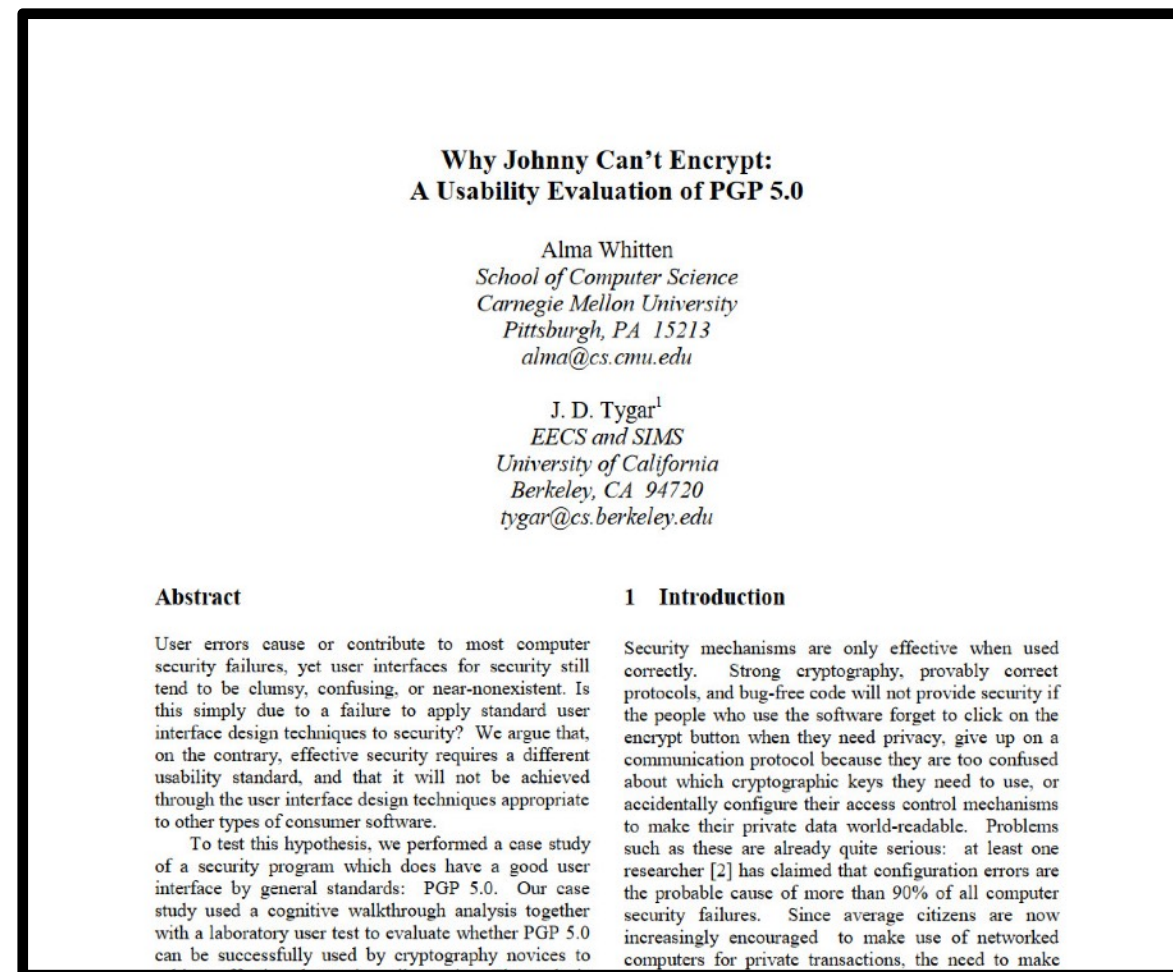 Why Johnny Can't Encrypt:
A Usability Evaluation of PGP 5.0
Alma Whitten
School of Computer Science
Carnegie Mellon University
Pittsburgh, PA 15213
alma@cs.cmu.edu
J. D. Tygar¹
EECS and SIMS
University of California
Berkeley, CA 94720
tygar@cs.berkeley.edu
Abstract
User errors cause or contribute to most computer
security failures, yet user interfaces for security still
tend to be clumsy, confusing, or near-nonexistent. Is
this simply due to a failure to apply standard user
interface design techniques to security? We argue that,
on the contrary, effective security requires a different
usability standard, and that it will not be achieved
through the user interface design techniques appropriate
to other types of consumer software.
To test this hypothesis, we performed a case study
of a security program which does have a good user
interface by general standards: PGP 5.0. Our case
study used a cognitive walkthrough analysis together
with a laboratory user test to evaluate whether PGP 5.0
can be successfully used by cryptography novices to
1 Introduction
Security mechanisms are only effective when used
correctly. Strong cryptography, provably correct
protocols, and bug-free code will not provide security if
the people who use the software forget to click on the
encrypt button when they need privacy, give up on a
communication protocol because they are too confused
about which cryptographic keys they need to use, or
accidentally configure their access control mechanisms
to make their private data world-readable. Problems
such as these are already quite serious: at least one
researcher [2] has claimed that configuration errors are
the probable cause of more than 90% of all computer
security failures. Since average citizens are now
increasingly encouraged to make use of networked
computers for private transactions, the need to make